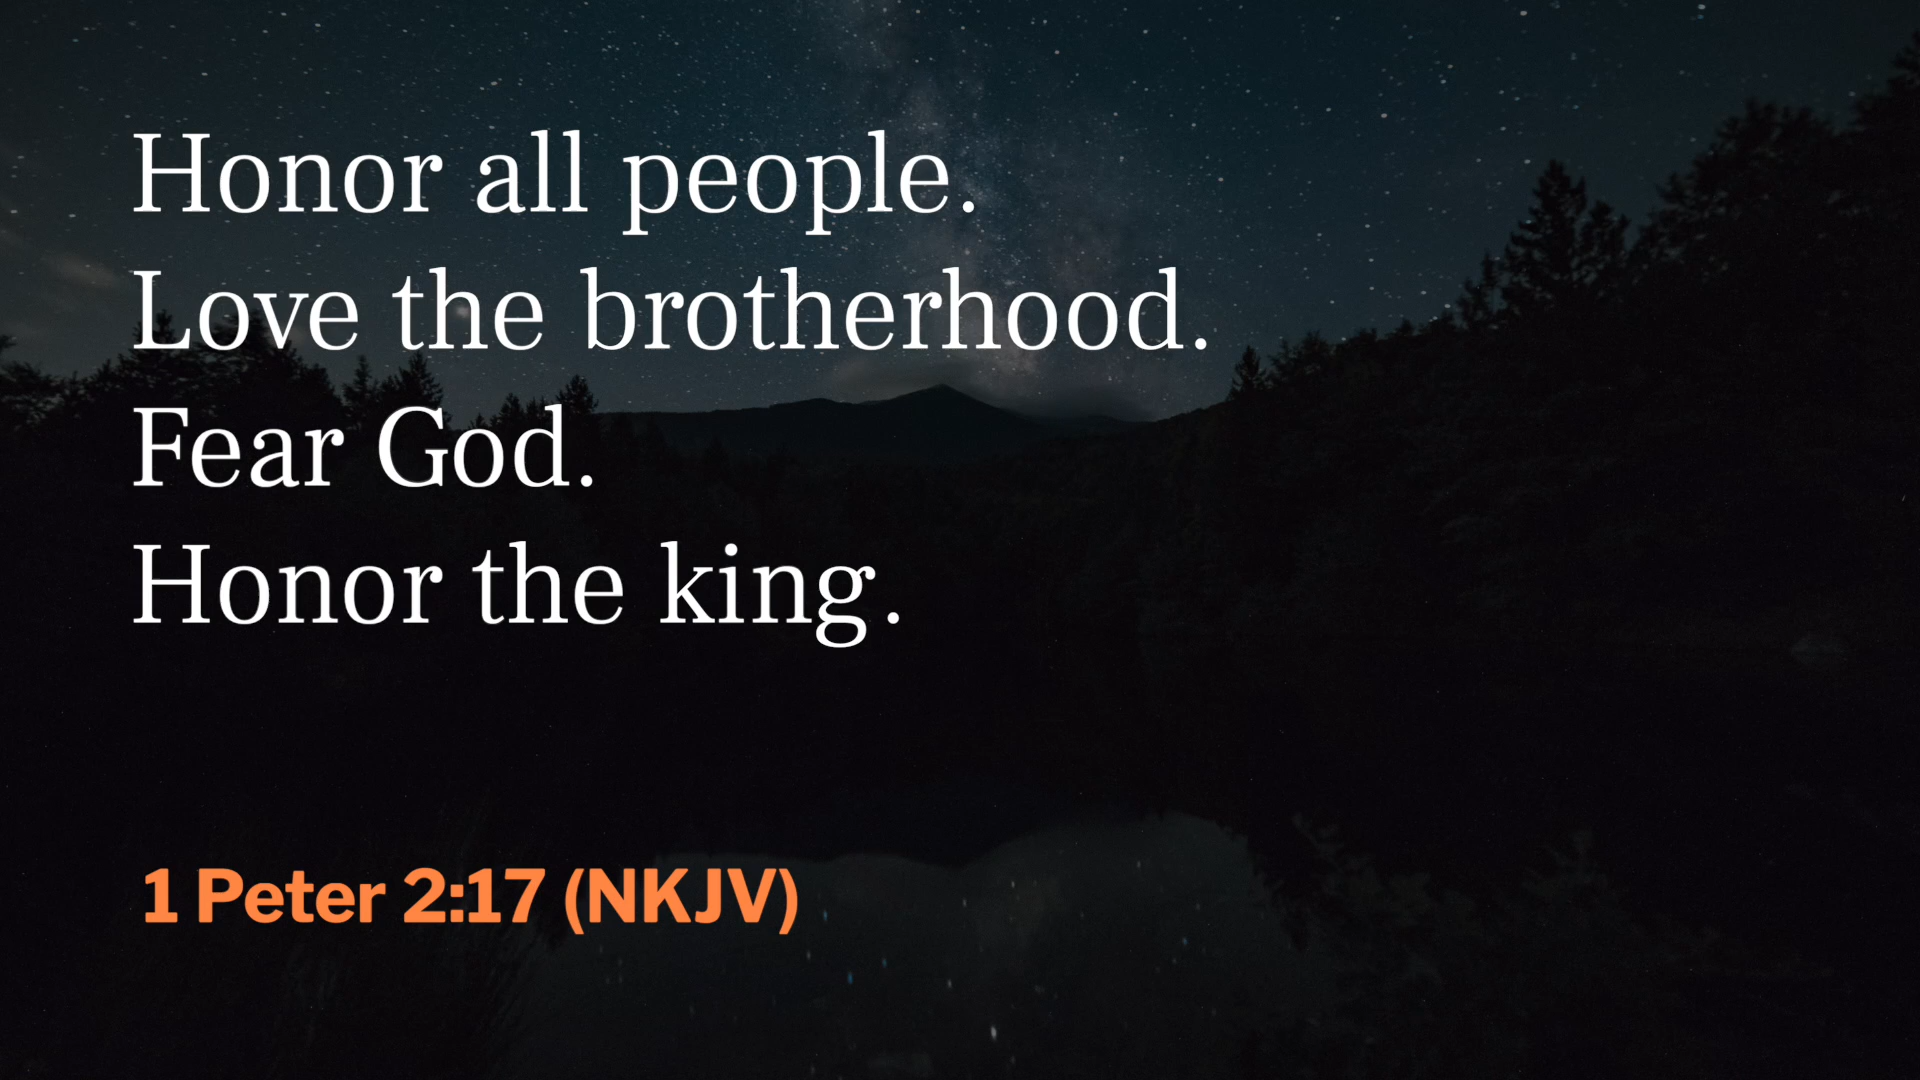 Honor all people.
Love the brotherhood.
Fear God.
Honor the king.
1 Peter 2:17 (NKJV)